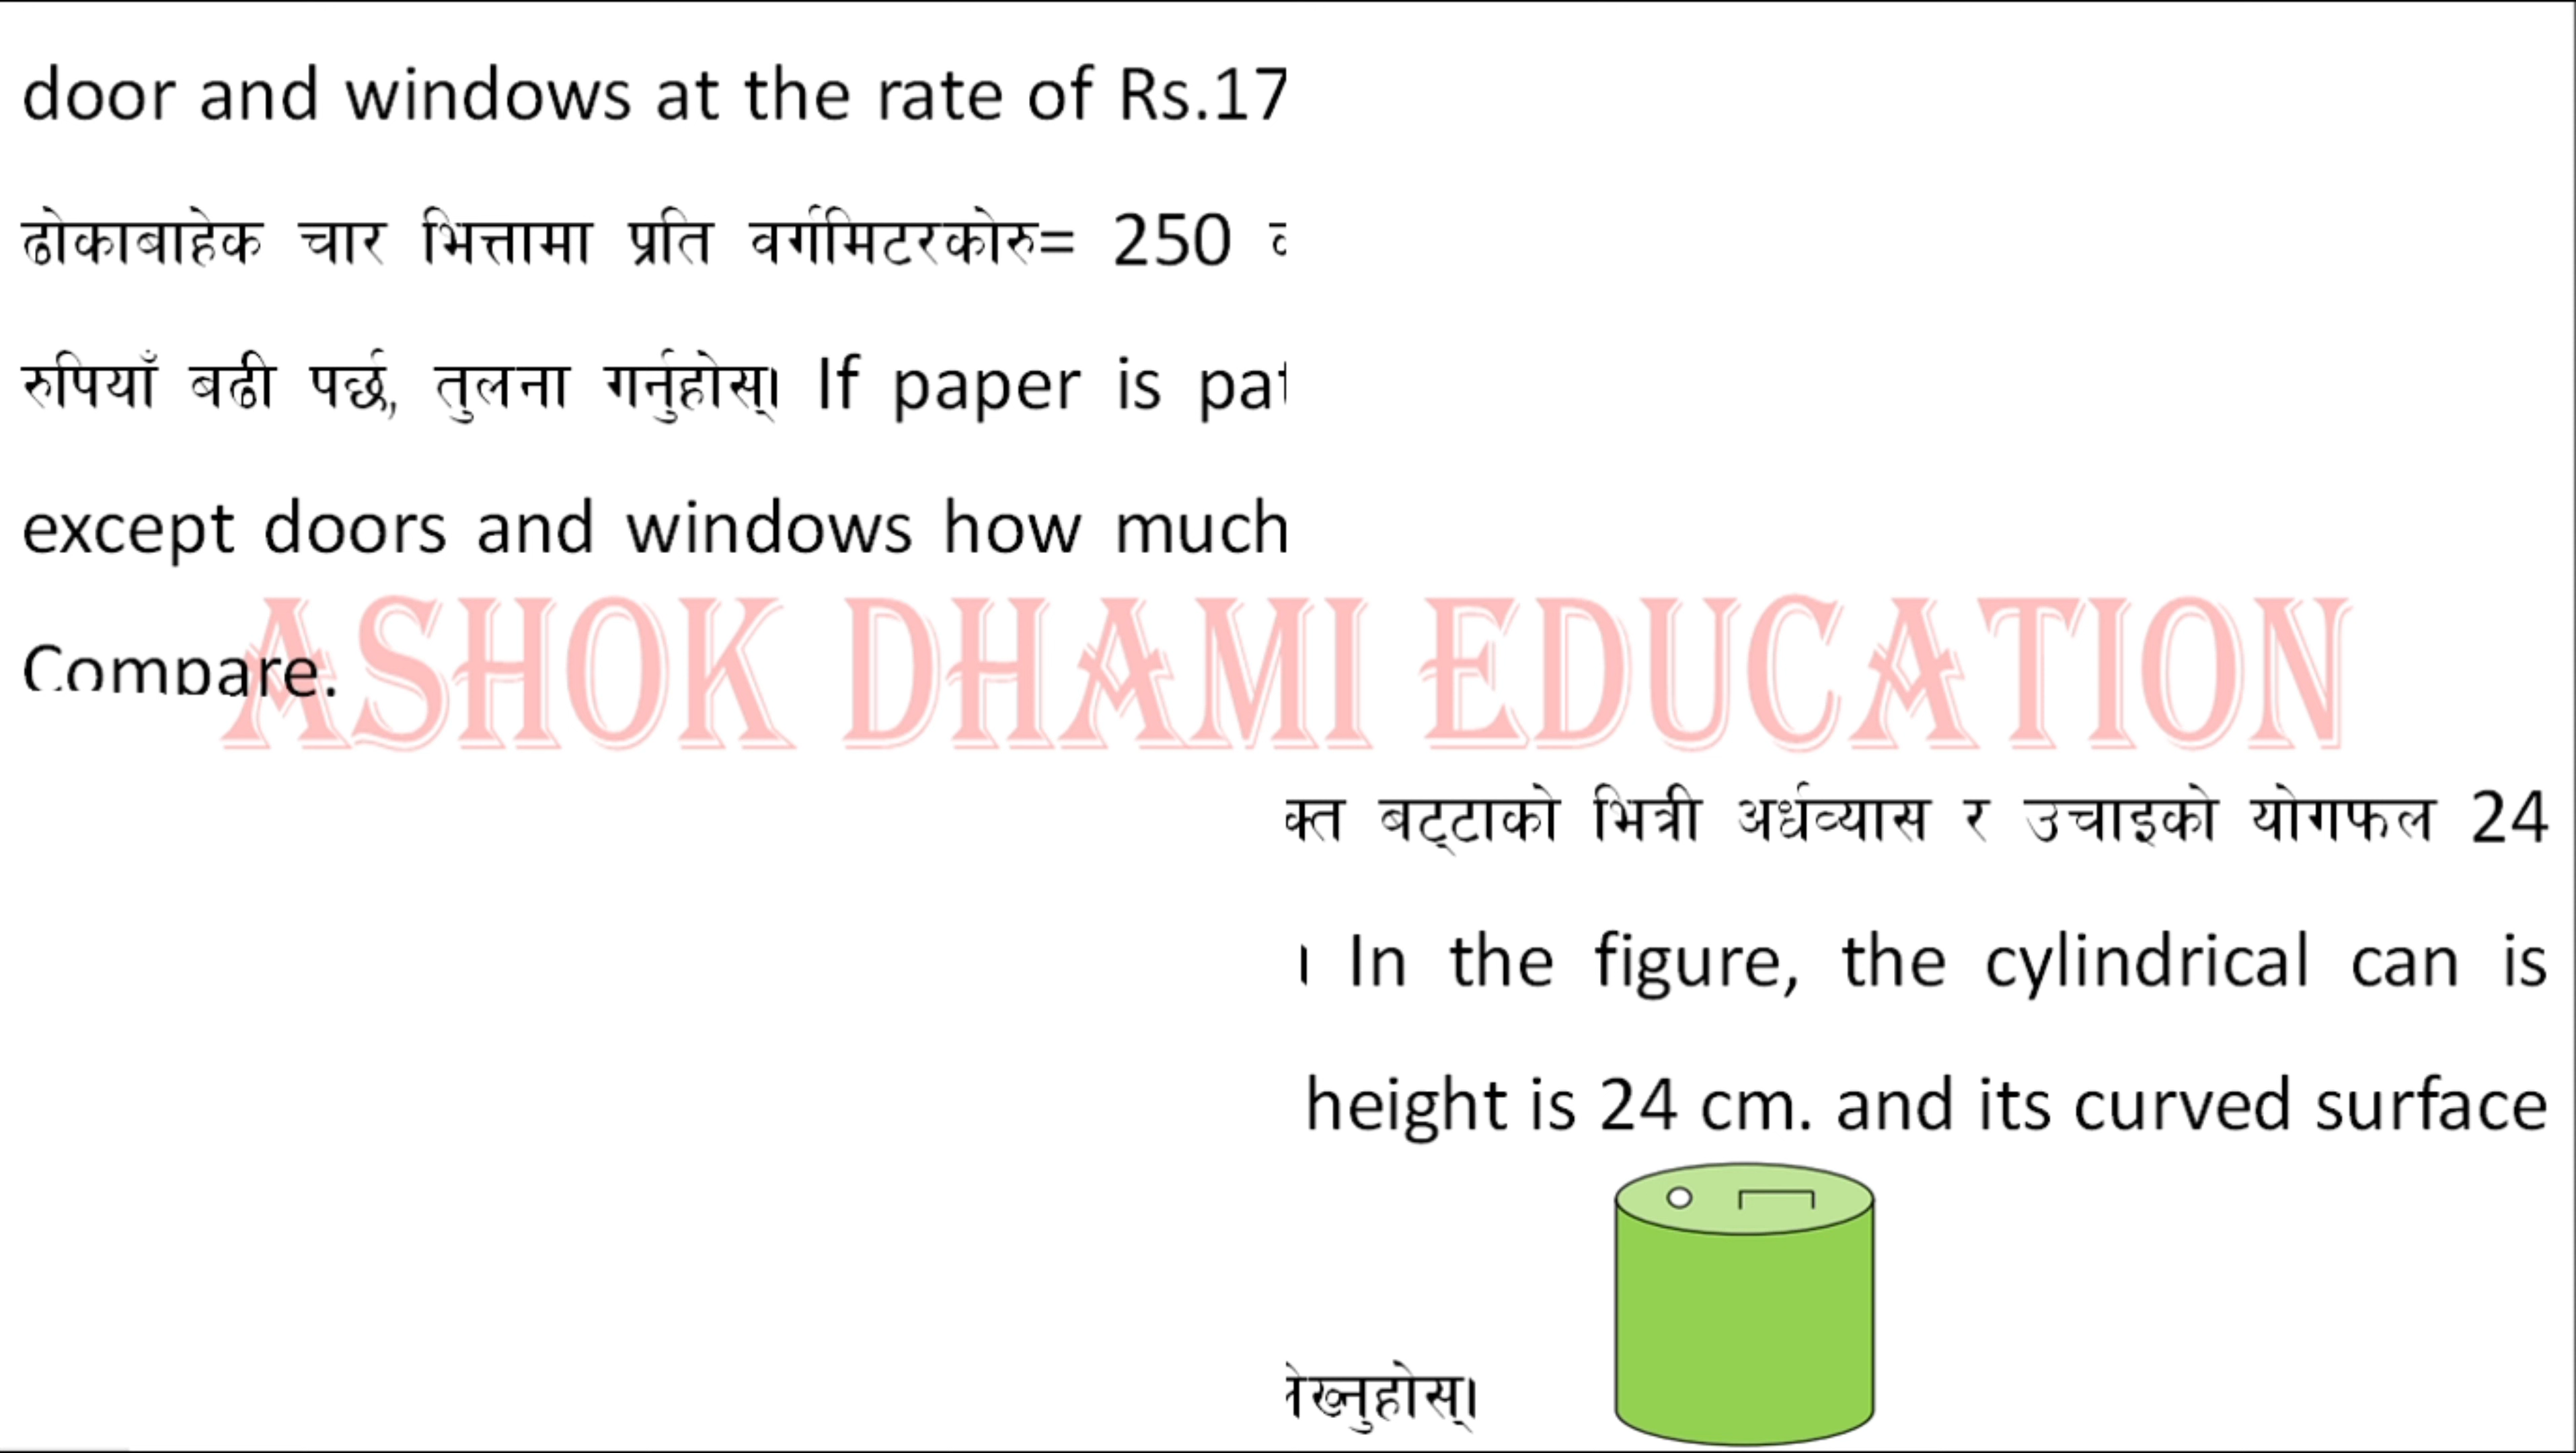 door and windows at the rate of Rs.17
ढोकाबाहेक चार भित्तामा प्रति वर्गमिटरकोरु= 250
रुपियाँ बढी पर्छ, तुलना गर्नुहोस्। If paper is
except doors and windows how much
Compare.
ASHOK DHAMI EDUCATION
बट्टाको भित्री अर्धव्यास र उचाइको योगफल 24
। In the figure, the cylindrical can is
height is 24 cm. and its curved surface